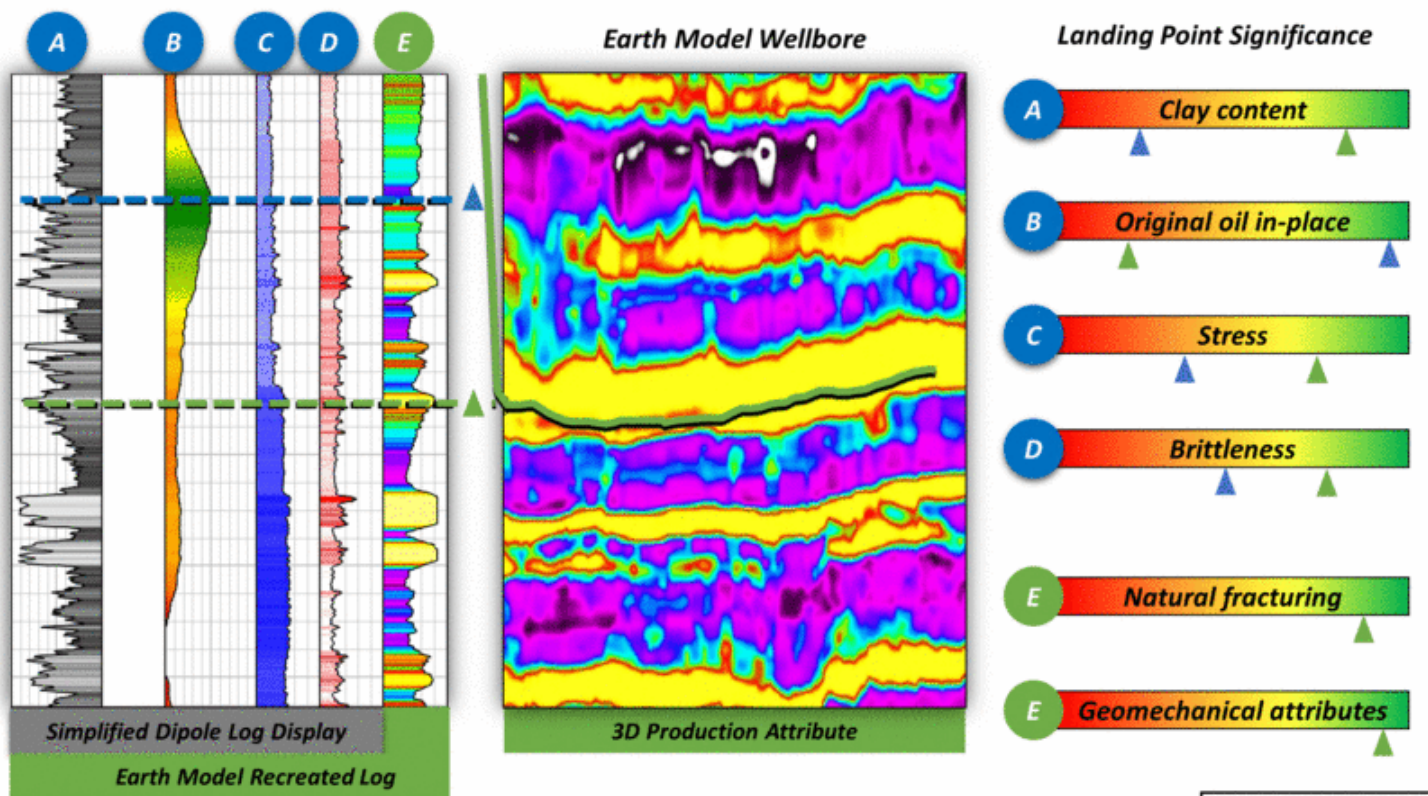 A B C D E
Earth Model Wellbore
Landing Point Significance
A Clay content
B Original oil in-place
C Stress
D Brittleness
E Natural fracturing
E Geomechanical attributes
Simplified Dipole Log Display
3D Production Attribute
Earth Model Recreated Log